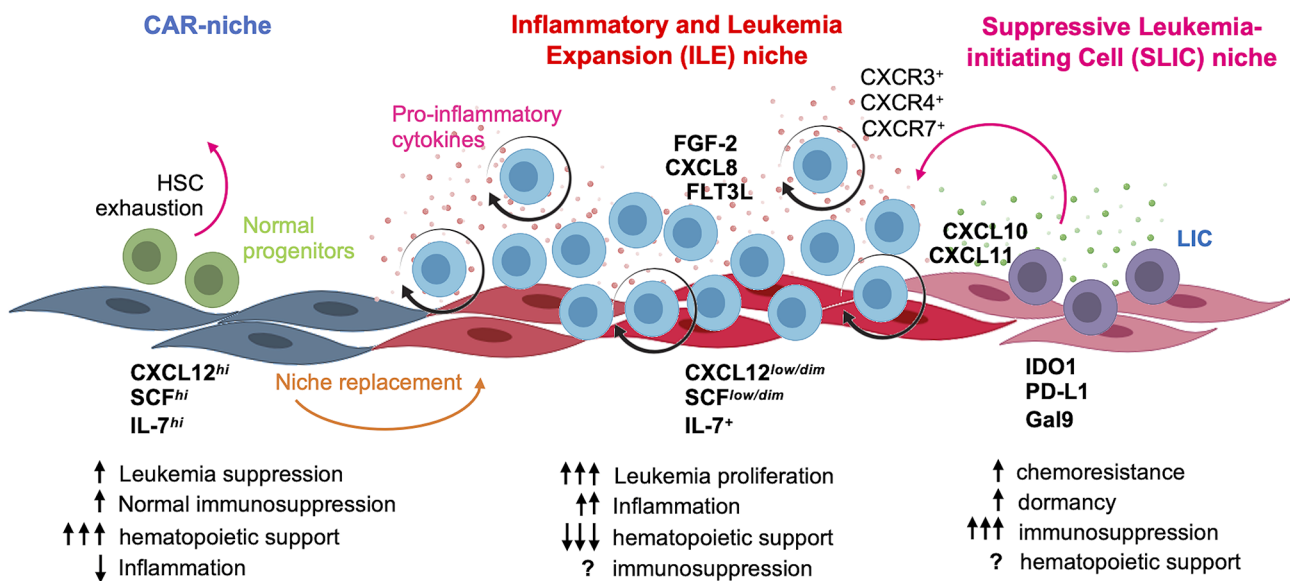 CAR-niche
Inflammatory and Leukemia
Expansion (ILE) niche
Suppressive Leukemia-
initiating Cell (SLIC) niche
HSC
exhaustion
Normal
progenitors
Pro-inflammatory
cytokines
FGF-2
CXCL8
FLT3L
CXCR3⁺
CXCR4⁺
CXCR7⁺
CXCL10
CXCL11
LIC
CXCL12hi
SCFhi
IL-7hi
Niche replacement
CXCL12low/dim
SCFlow/dim
IL-7⁺
IDO1
PD-L1
Gal9
↑ Leukemia suppression
↑ Normal immunosuppression
↑↑↑ hematopoietic support
↓ Inflammation
↑↑↑ Leukemia proliferation
↑↑ Inflammation
↓↓↓ hematopoietic support
? immunosuppression
↑ chemoresistance
↑ dormancy
↑↑↑ immunosuppression
? hematopoietic support